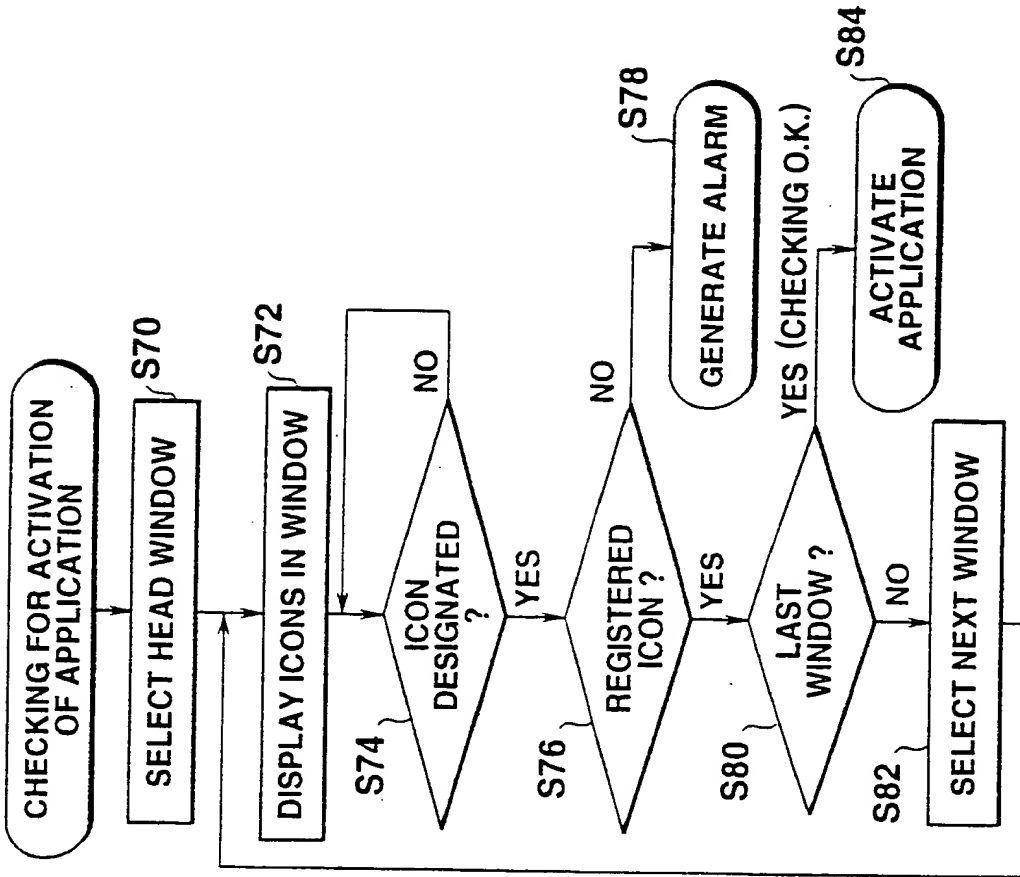 CHECKING FOR ACTIVATION
OF APPLICATION
S70
SELECT HEAD WINDOW
S72
DISPLAY ICONS IN WINDOW
S74
ICON
DESIGNATED
?
NO
YES
S76
REGISTERED
ICON ?
NO
S78
GENERATE ALARM
YES
S80
LAST
WINDOW ?
YES (CHECKING O.K.)
S84
ACTIVATE
APPLICATION
NO
S82
SELECT NEXT WINDOW